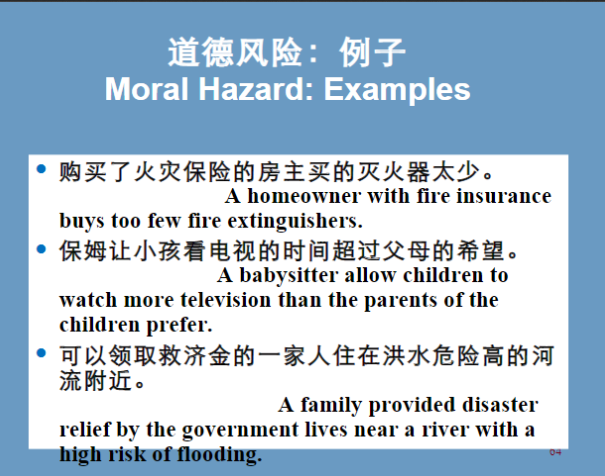 道德风险：例子
Moral Hazard: Examples
• 购买了火灾保险的房主买的灭火器太少。
A homeowner with fire insurance
buys too few fire extinguishers.
• 保姆让小孩看电视的时间超过父母的希望。
A babysitter allow children to
watch more television than the parents of the
children prefer.
• 可以领取救济金的一家人住在洪水危险高的河
流附近。
A family provided disaster
relief by the government lives near a river with a
high risk of flooding.
64